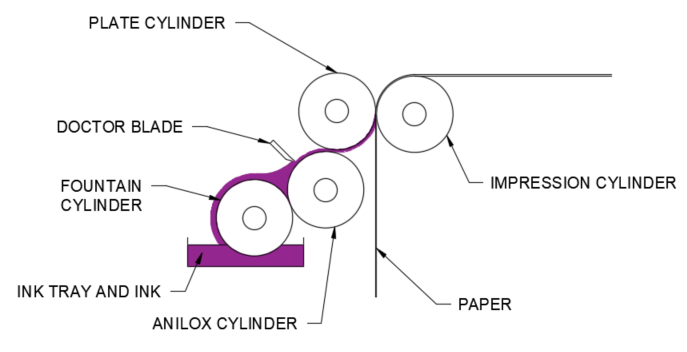 PLATE CYLINDER
DOCTOR BLADE
FOUNTAIN
CYLINDER
IMPRESSION CYLINDER
INK TRAY AND INK
PAPER
ANILOX CYLINDER